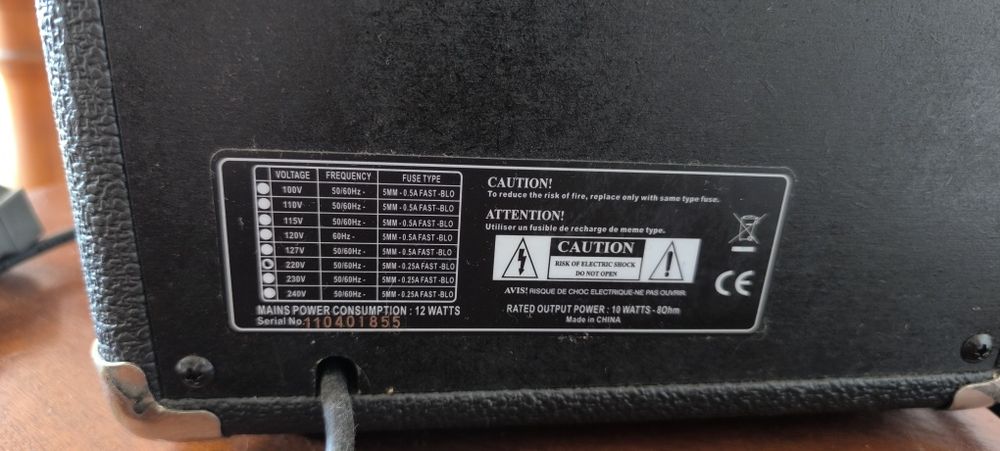 VOLTAGE FREQUENCY FUSE TYPE
100V 50/60Hz - 5MM - 0.5A FAST -BLO
110V 50/60Hz - 5MM - 0.5A FAST -BLO
115V 50/60Hz - 5MM - 0.5A FAST -BLO
120V 60Hz - 5MM - 0.5A FAST -BLO
127V 50/60Hz - 5MM - 0.5A FAST -BLO
220V 50/60Hz - 5MM - 0.25A FAST -BLO
230V 50/60Hz - 5MM - 0.25A FAST -BLO
240V 50/60Hz - 5MM - 0.25A FAST -BLO
MAINS POWER CONSUMPTION : 12 WATTS
Serial No. 110401855
CAUTION!
To reduce the risk of fire, replace only with same type fuse.
ATTENTION!
Utiliser un fusible de recharge de meme type.
CAUTION
RISK OF ELECTRIC SHOCK
DO NOT OPEN
AVIS! RISQUE DE CHOC ELECTRIQUE-NE PAS OUVRIR.
RATED OUTPUT POWER : 10 WATTS - 8Ohm
Made in CHINA
CE